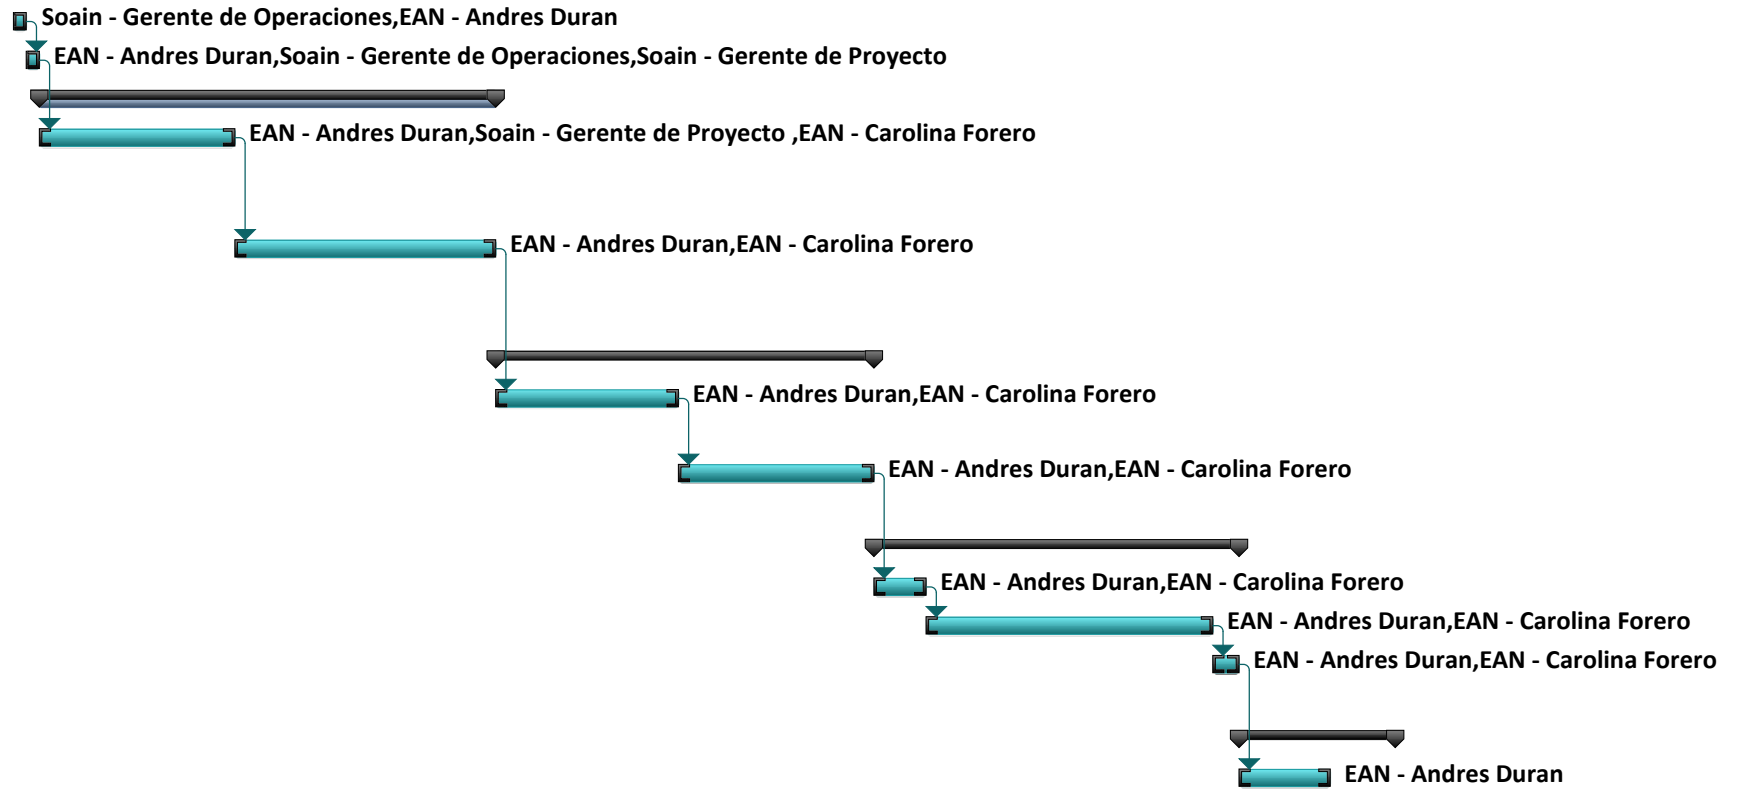 Soain - Gerente de Operaciones,EAN - Andres Duran
EAN - Andres Duran,Soain - Gerente de Operaciones,Soain - Gerente de Proyecto
EAN - Andres Duran,Soain - Gerente de Proyecto ,EAN - Carolina Forero
EAN - Andres Duran,EAN - Carolina Forero
EAN - Andres Duran,EAN - Carolina Forero
EAN - Andres Duran,EAN - Carolina Forero
EAN - Andres Duran,EAN - Carolina Forero
EAN - Andres Duran,EAN - Carolina Forero
EAN - Andres Duran,EAN - Carolina Forero
EAN - Andres Duran